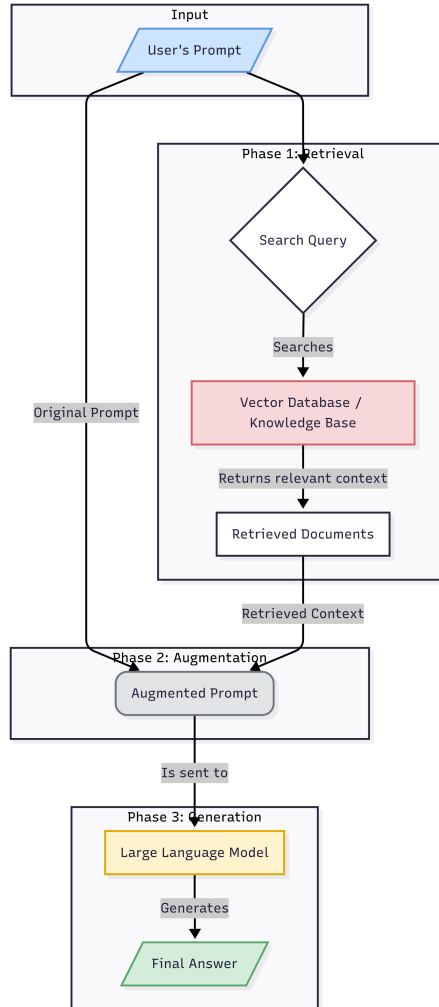 Input
User's Prompt
Phase 1: Retrieval
Search Query
Searches
Original Prompt
Vector Database /
Knowledge Base
Returns relevant context
Retrieved Documents
Retrieved Context
Phase 2: Augmentation
Augmented Prompt
Is sent to
Phase 3: Generation
Large Language Model
Generates
Final Answer